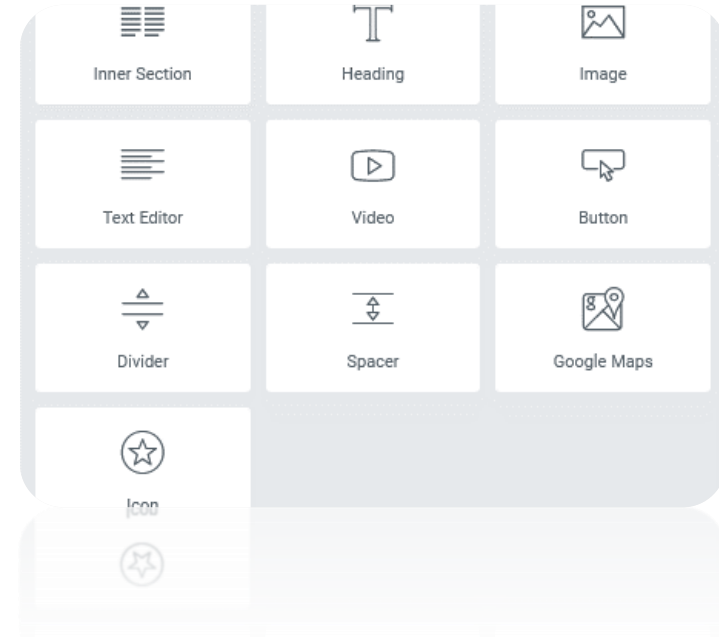 Inner Section
Heading
Image
Text Editor
Video
Button
Divider
Spacer
Google Maps
Icon